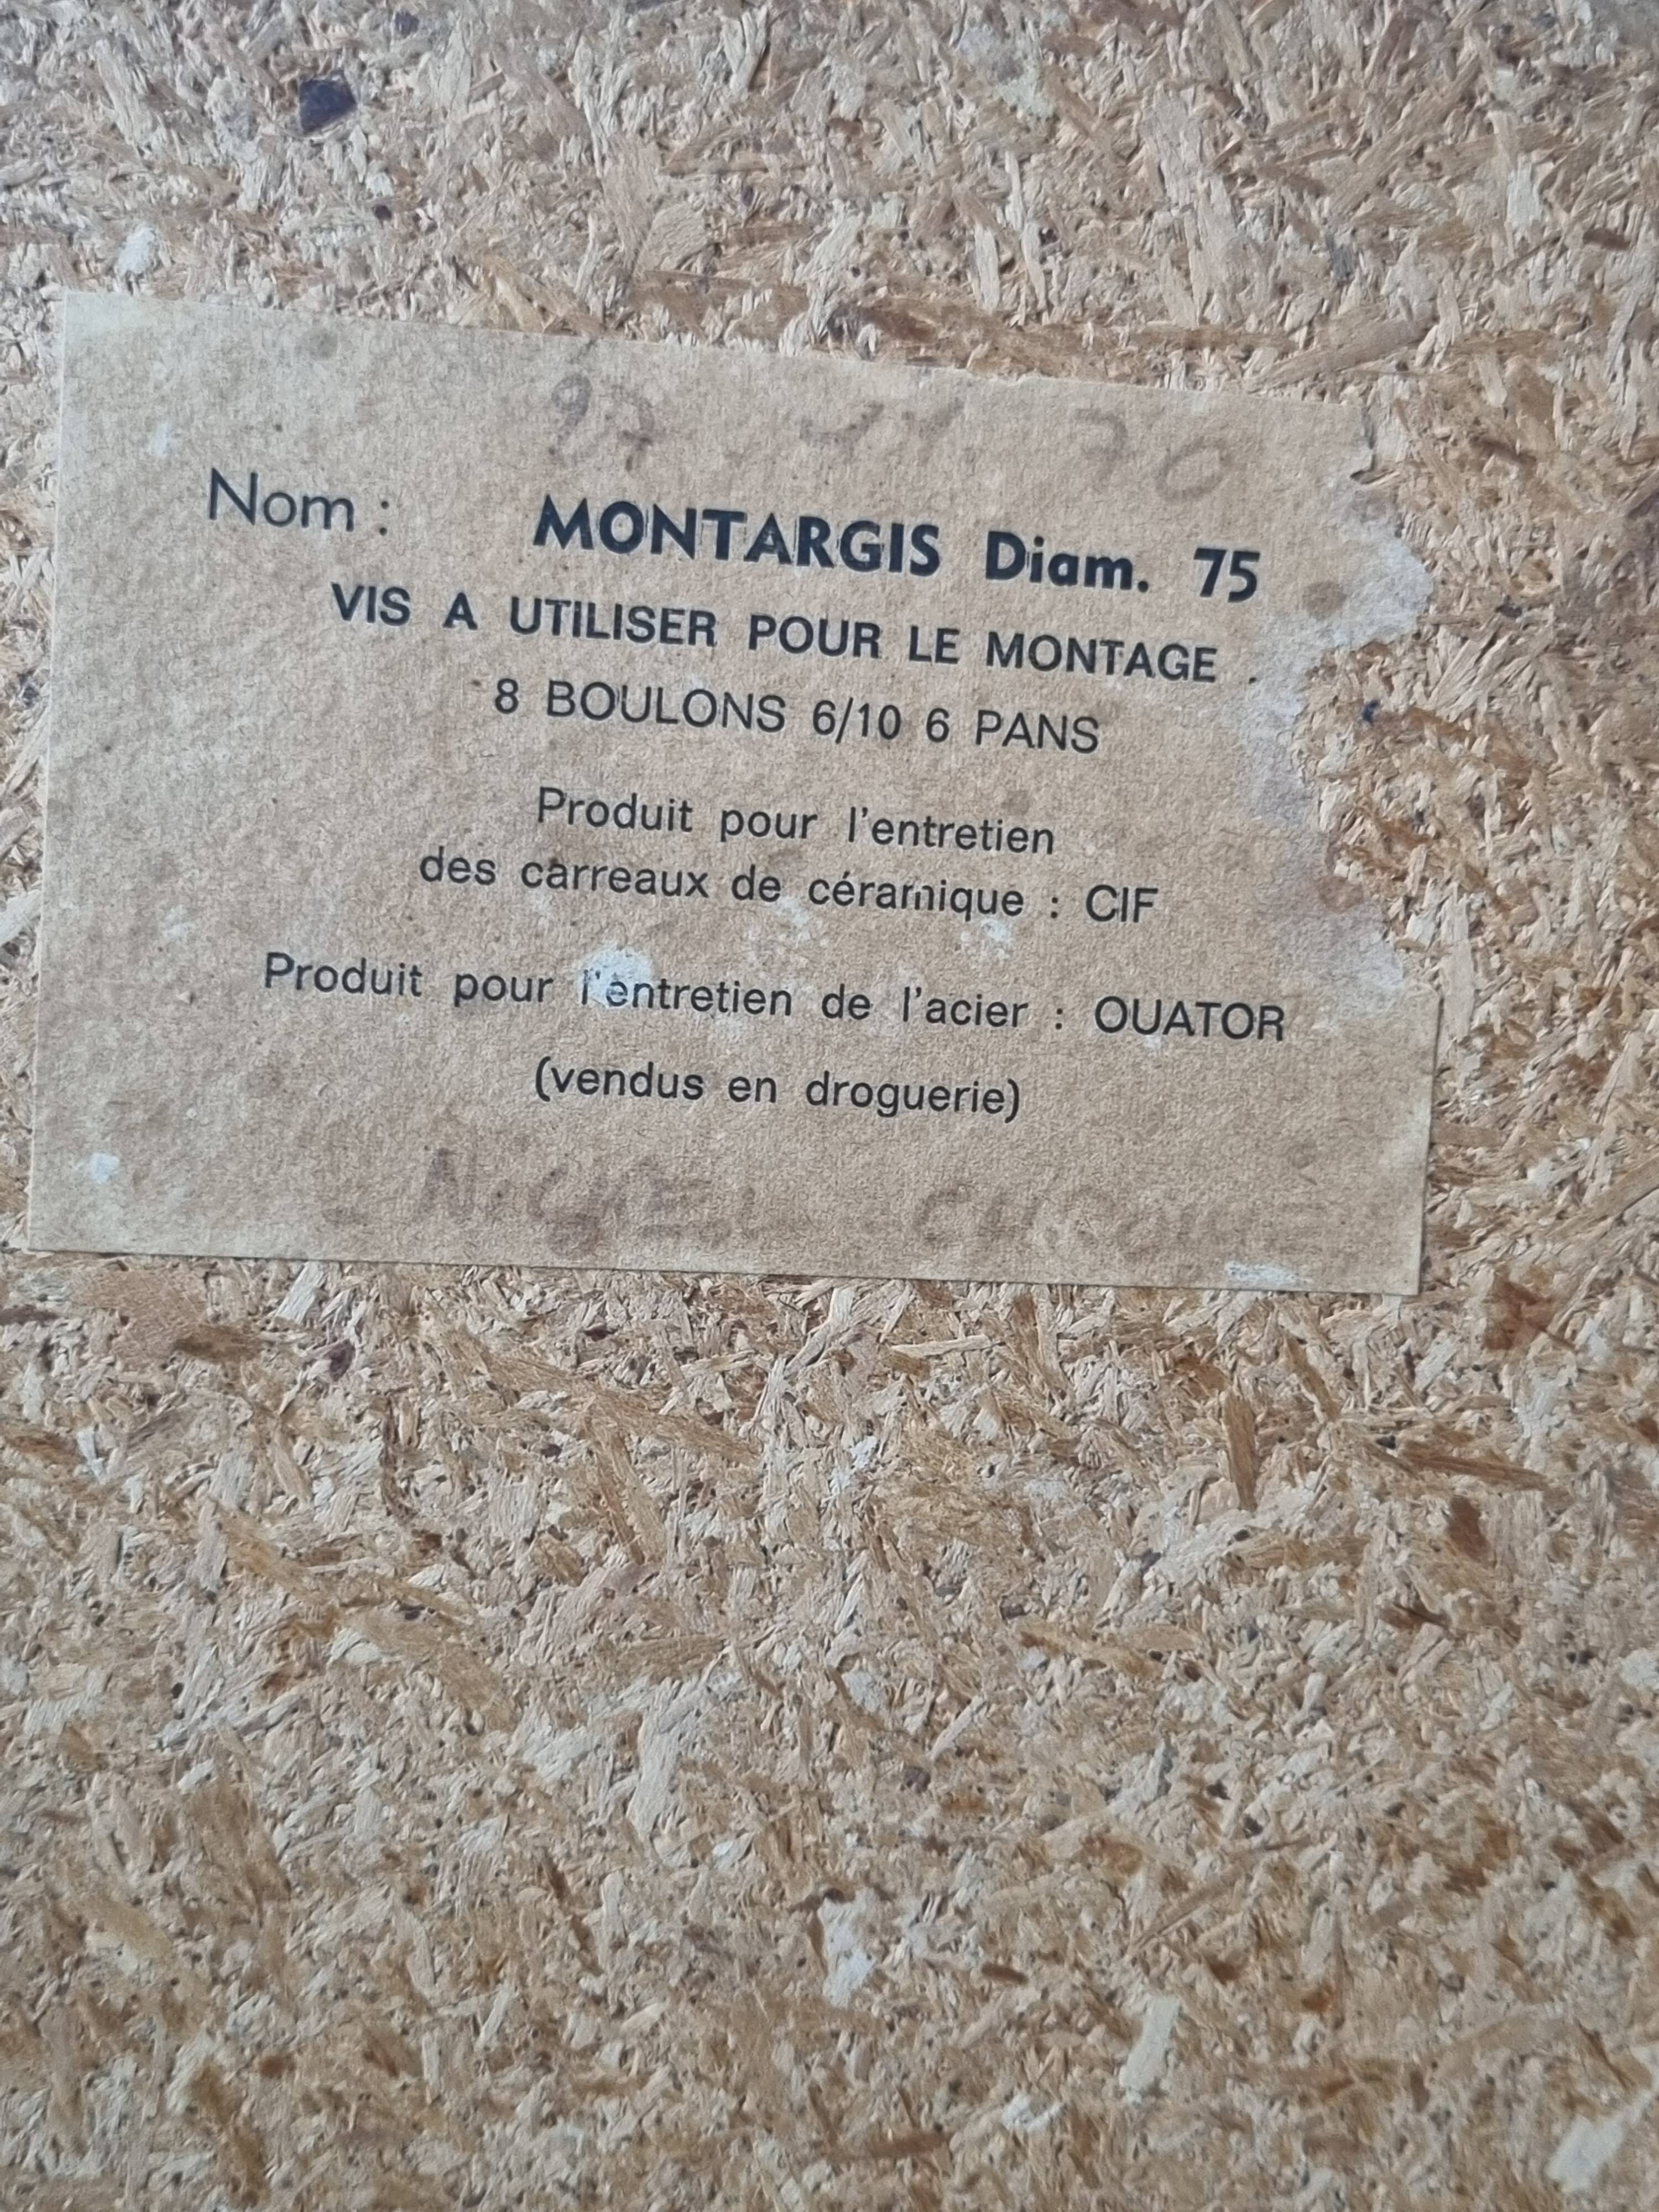 11 70
Nom : MONTARGIS Diam. 75
VIS A UTILISER POUR LE MONTAGE .
8 BOULONS 6/10 6 PANS
Produit pour l'entretien
des carreaux de céramique : CIF
Produit pour l'entretien de l'acier : OUATOR
(vendus en droguerie)